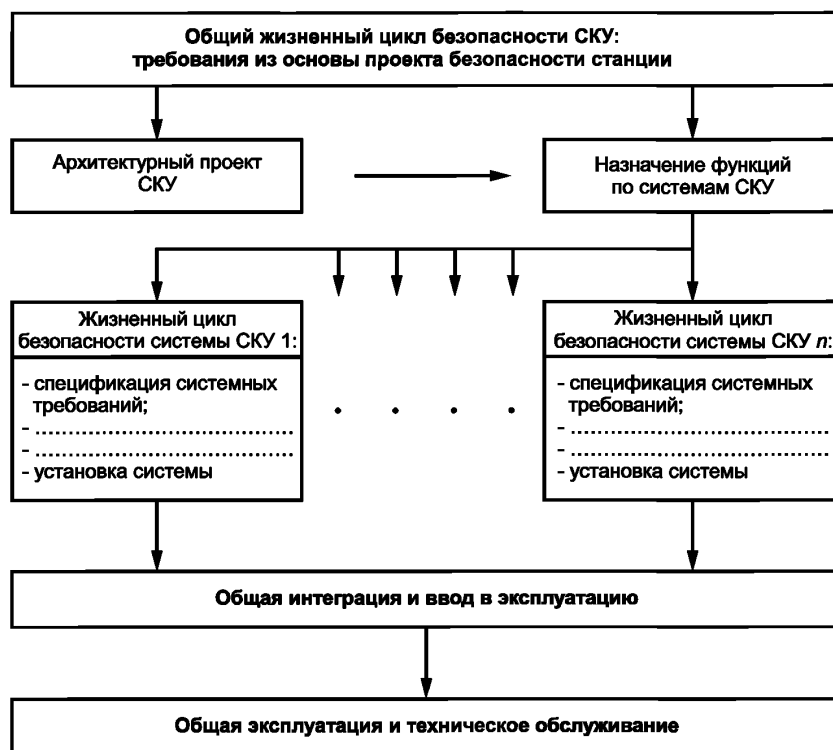 Общий жизненный цикл безопасности СКУ:
требования из основы проекта безопасности станции
Архитектурный проект
СКУ
Назначение функций
по системам СКУ
Жизненный цикл
безопасности системы СКУ 1:
- спецификация системных
требований;
- ........................................
- ........................................
- установка системы
Жизненный цикл
безопасности системы СКУ n:
- спецификация системных
требований;
- ........................................
- ........................................
- установка системы
Общая интеграция и ввод в эксплуатацию
Общая эксплуатация и техническое обслуживание